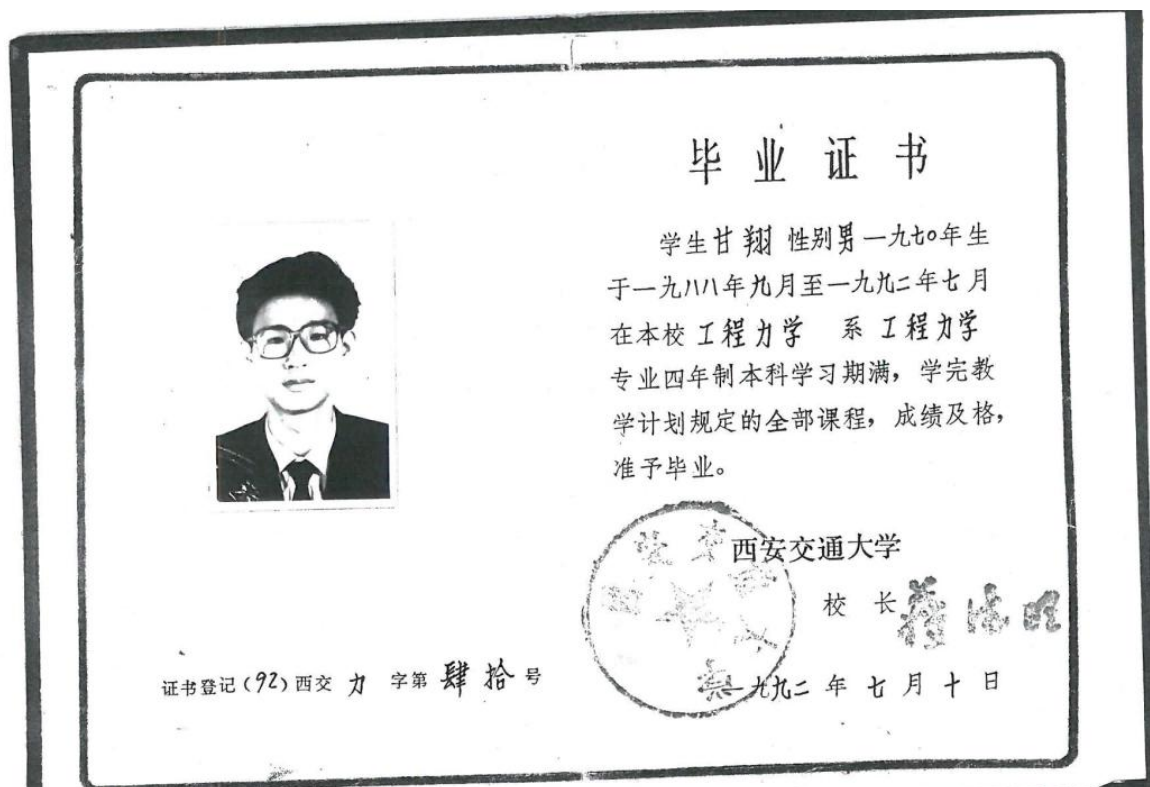 毕业证书
学生甘翔 性别男一九七〇年生
于一九八八年九月至一九九二年七月
在本校工程力学 系工程力学
专业四年制本科学习期满，学完教
学计划规定的全部课程，成绩及格，
准予毕业。
西安交通大学
校 长 蒋德明
一九九二年七月十日
证书登记(92)西交力 字第肆拾号